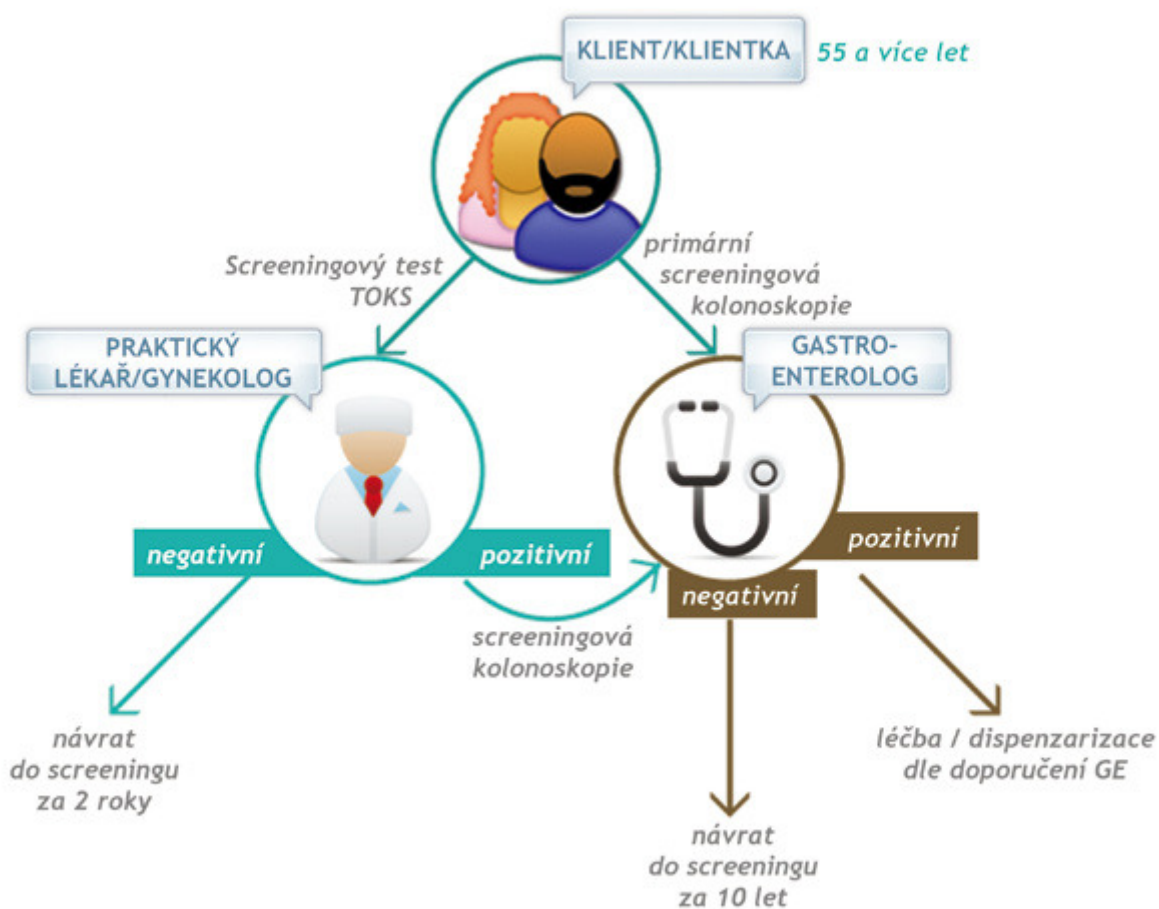 KLIENT/KLIENTKA
55 a více let
Screeningový test
TOKS
primární
screeningová
kolonoskopie
PRAKTICKÝ
LÉKAŘ/GYNEKOLOG
GASTRO-
ENTEROLOG
negativní
pozitivní
screeningová
kolonoskopie
negativní
pozitivní
návrat
do screeningu
za 2 roky
léčba / dispenzarizace
dle doporučení GE
návrat
do screeningu
za 10 let